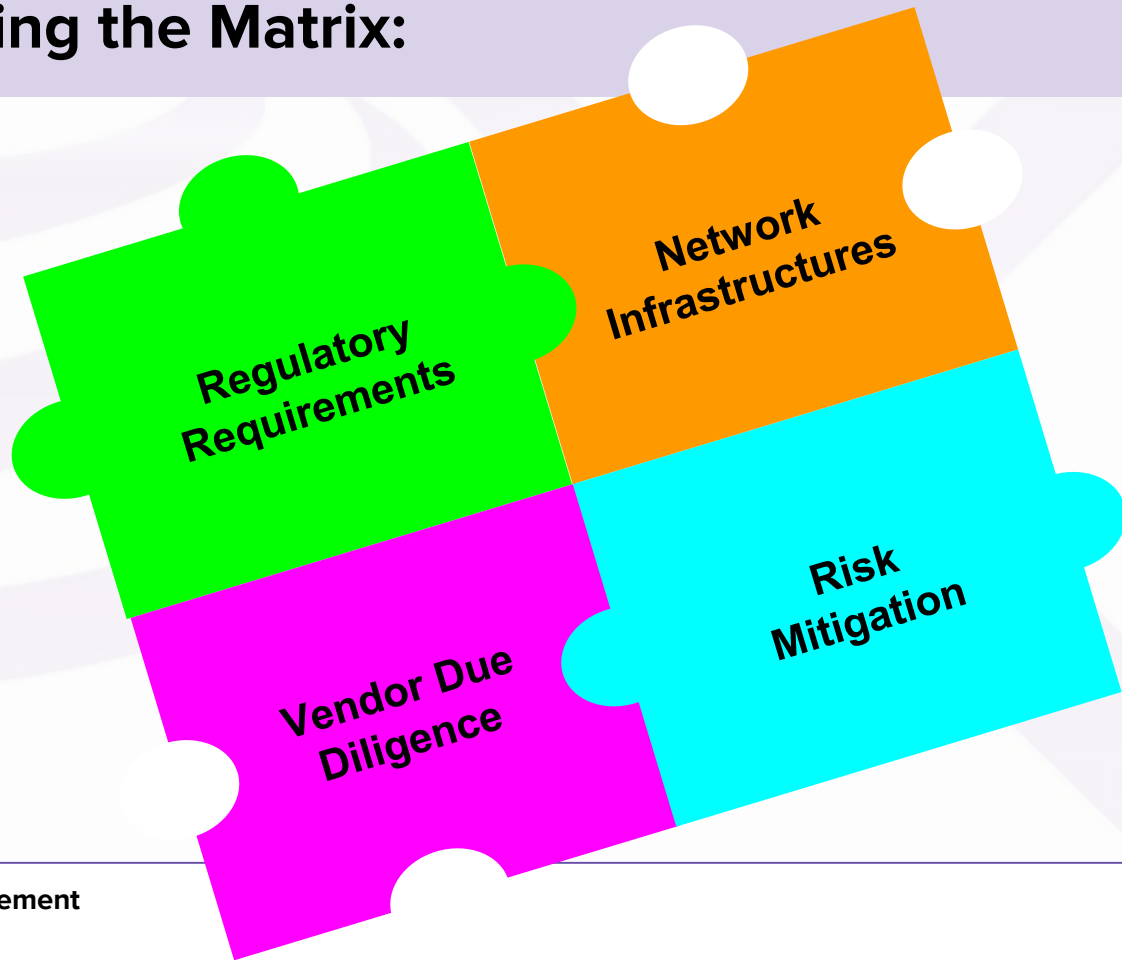 ing the Matrix:
Network
Infrastructures
Regulatory
Requirements
Risk
Mitigation
Vendor Due
Diligence
ement